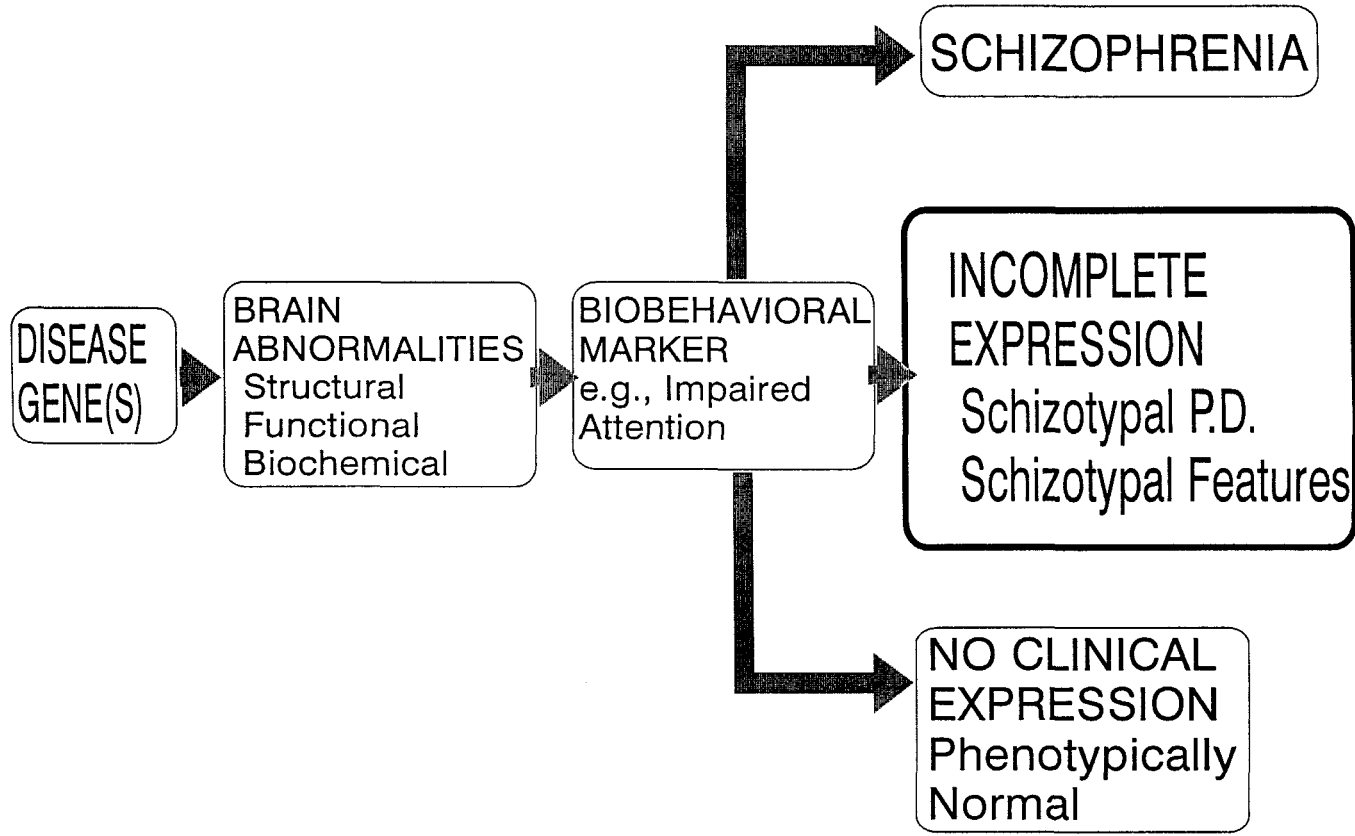 DISEASE
GENE(S)
BRAIN
ABNORMALITIES
Structural
Functional
Biochemical
BIOBEHAVIORAL
MARKER
e.g., Impaired
Attention
SCHIZOPHRENIA
INCOMPLETE
EXPRESSION
Schizotypal P.D.
Schizotypal Features
NO CLINICAL
EXPRESSION
Phenotypically
Normal